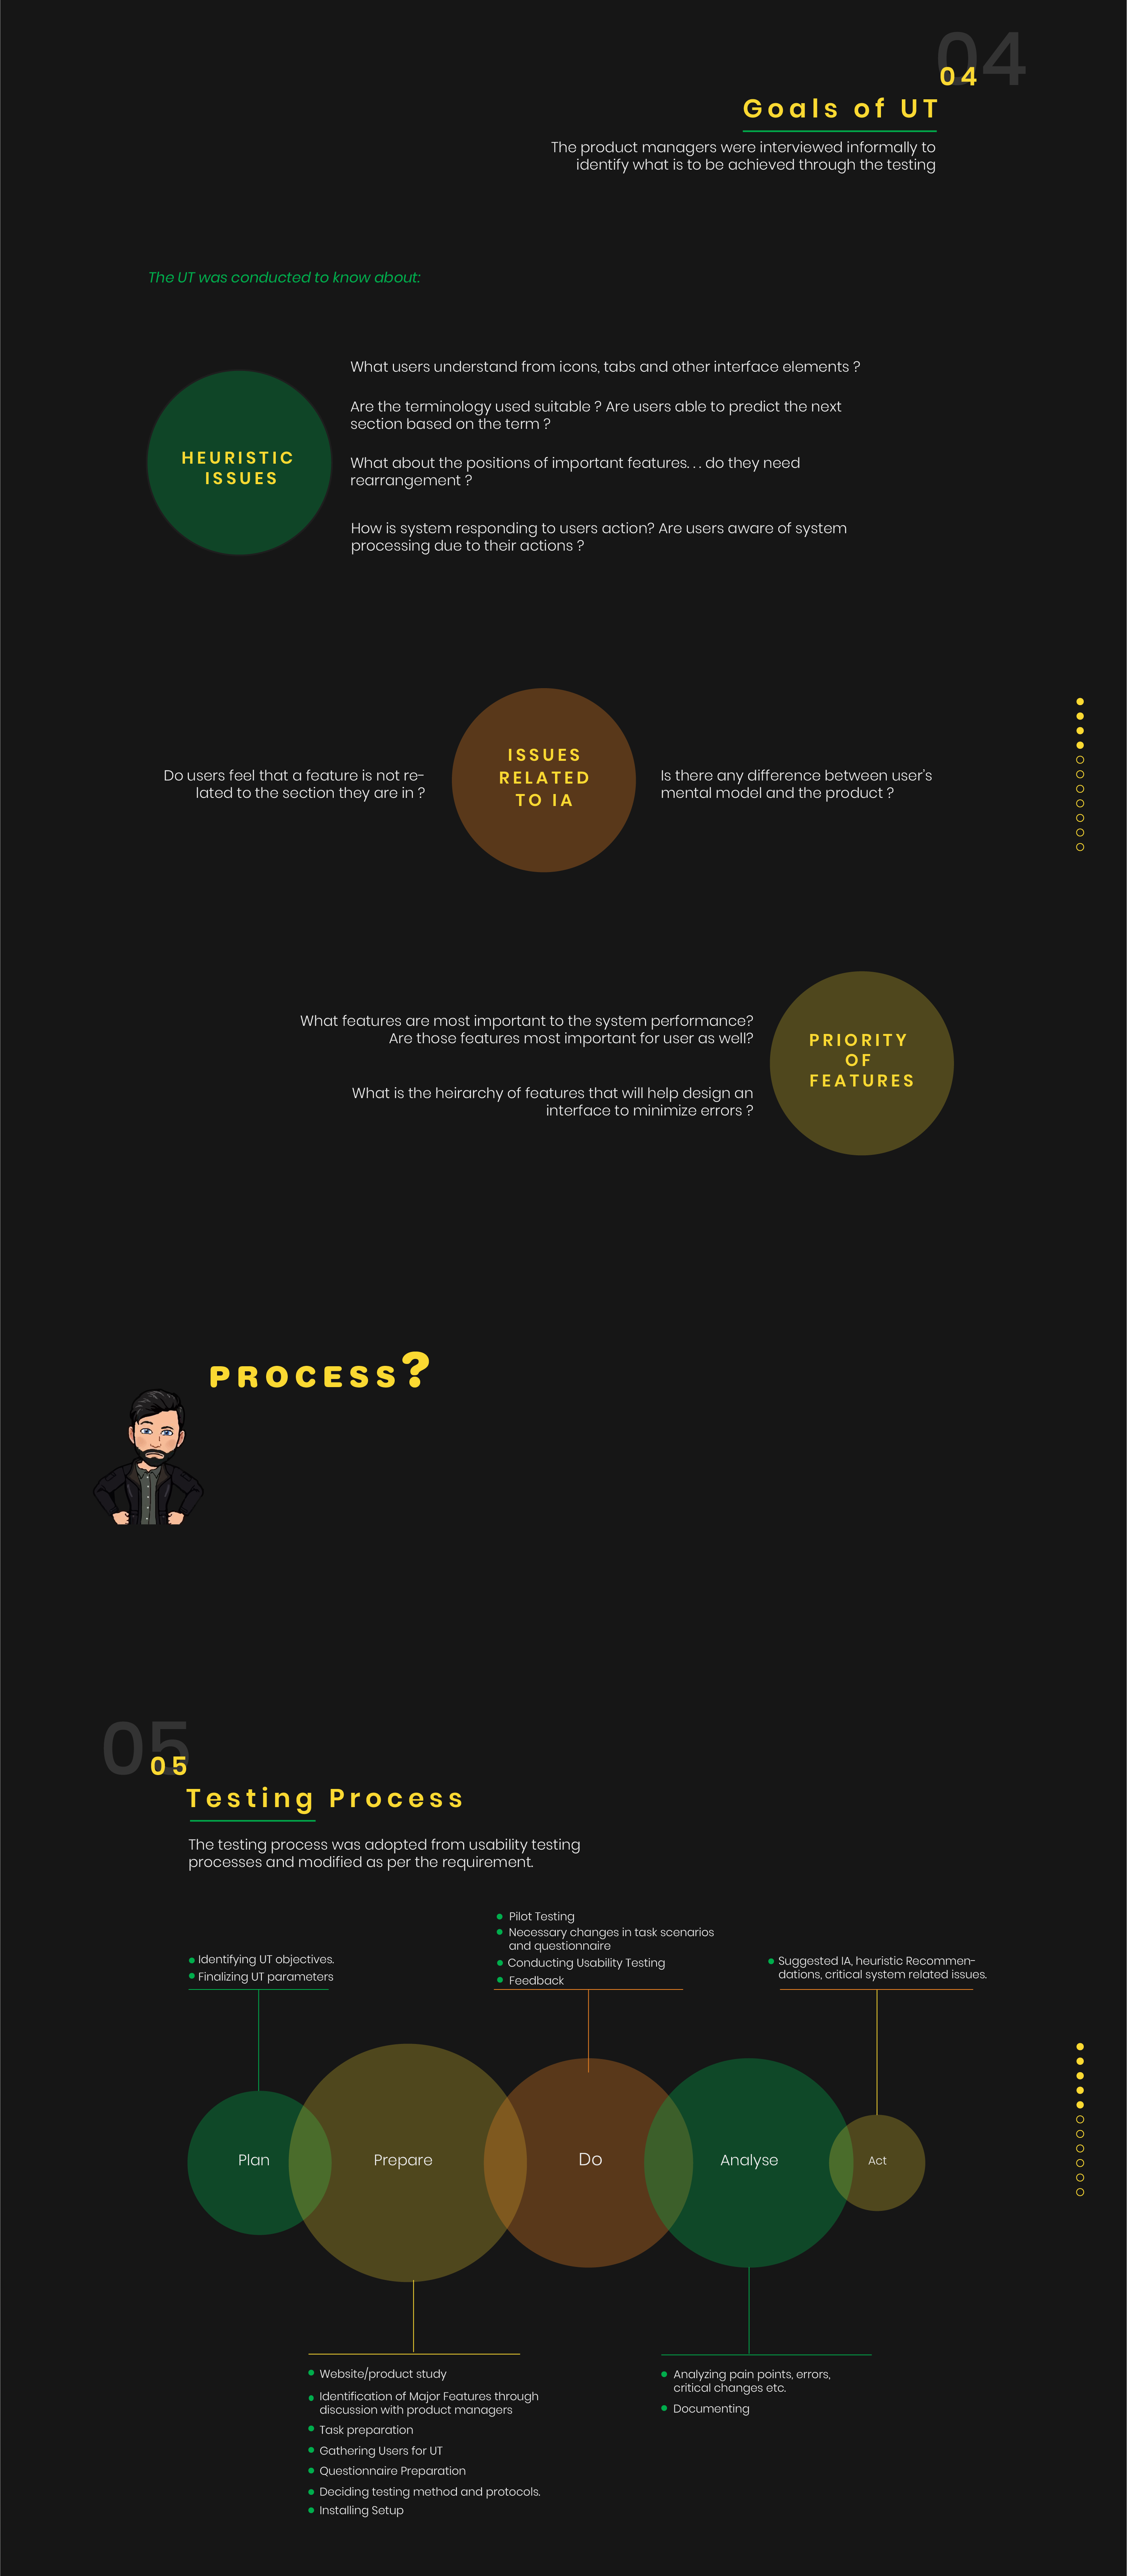 04
04
Goals of UT
The product managers were interviewed informally to
identify what is to be achieved through the testing
The UT was conducted to know about:
HEURISTIC
ISSUES
What users understand from icons, tabs and other interface elements ?
Are the terminology used suitable ? Are users able to predict the next
section based on the term ?
What about the positions of important features. . . do they need
rearrangement ?
How is system responding to users action? Are users aware of system
processing due to their actions ?
Do users feel that a feature is not re-
lated to the section they are in ?
ISSUES
RELATED
TO IA
Is there any difference between user's
mental model and the product ?
What features are most important to the system performance?
Are those features most important for user as well?
What is the heirarchy of features that will help design an
interface to minimize errors ?
PRIORITY
OF
FEATURES
PROCESS?
05
05
Testing Process
The testing process was adopted from usability testing
processes and modified as per the requirement.
Identifying UT objectives.
Finalizing UT parameters
Pilot Testing
Necessary changes in task scenarios
and questionnaire
Conducting Usability Testing
Feedback
Suggested IA, heuristic Recommen-
dations, critical system related issues.
Plan
Prepare
Do
Analyse
Act
Website/product study
Identification of Major Features through
discussion with product managers
Task preparation
Gathering Users for UT
Questionnaire Preparation
Deciding testing method and protocols.
Installing Setup
Analyzing pain points, errors,
critical changes etc.
Documenting